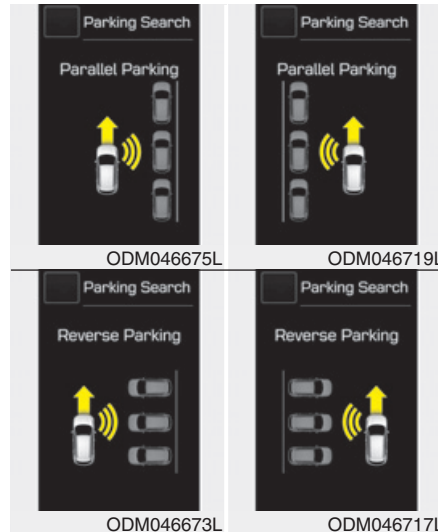 Parking Search
Parallel Parking
ODM046675L
Parking Search
Parallel Parking
ODM046719L
Parking Search
Reverse Parking
ODM046673L
Parking Search
Reverse Parking
ODM046717L